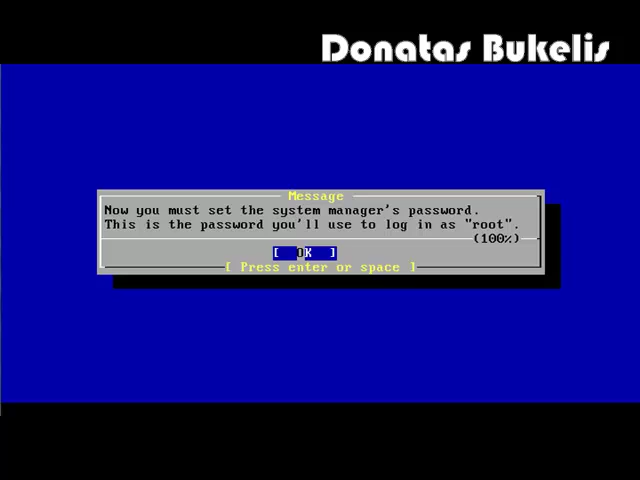 Donatas Bukelis
Message
Now you must set the system manager's password.
This is the password you'll use to log in as "root".
(100%)
[ OK ]
[ Press enter or space ]